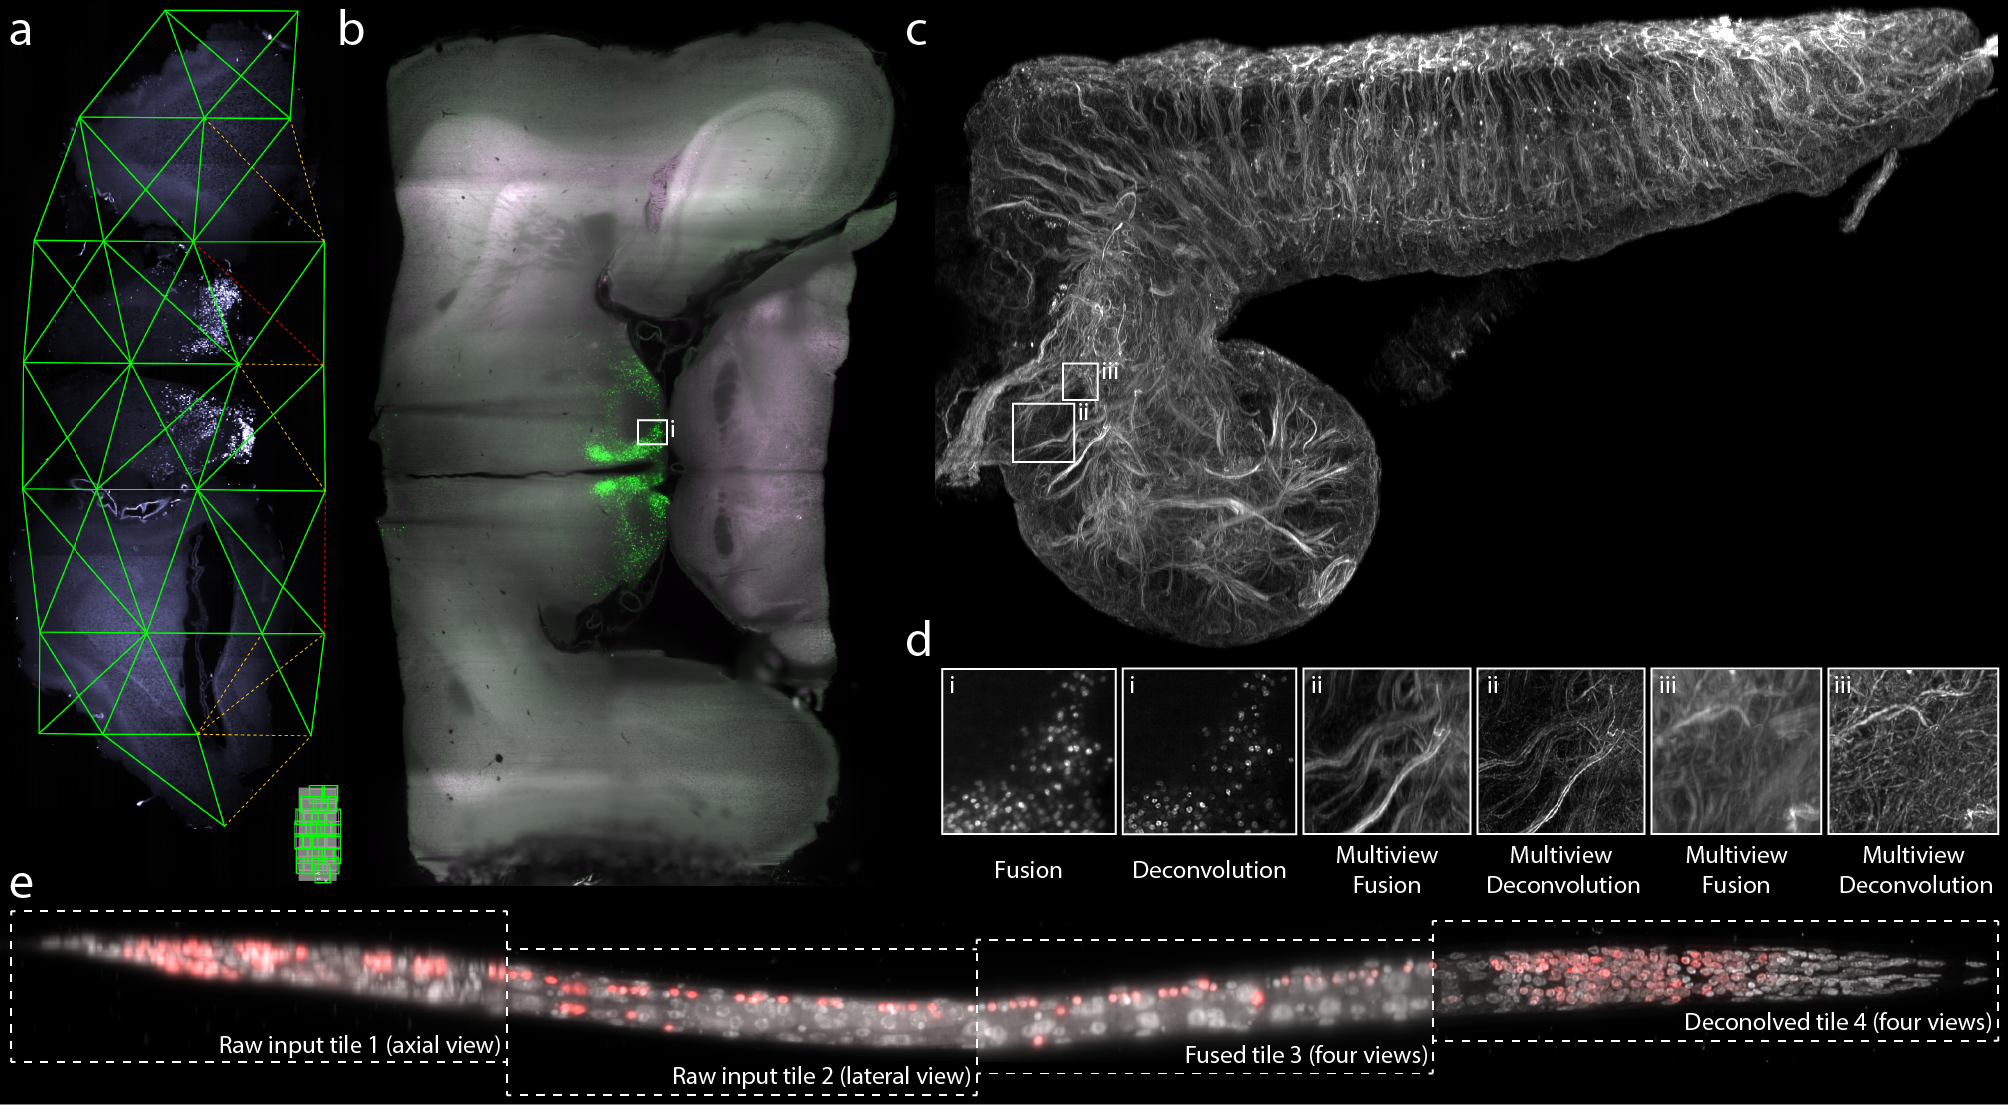 a
b
c
i
iii
ii
d
i
i
ii
ii
iii
iii
Fusion
Deconvolution
Multiview
Fusion
Multiview
Deconvolution
Multiview
Fusion
Multiview
Deconvolution
e
Raw input tile 1 (axial view)
Raw input tile 2 (lateral view)
Fused tile 3 (four views)
Deconolved tile 4 (four views)